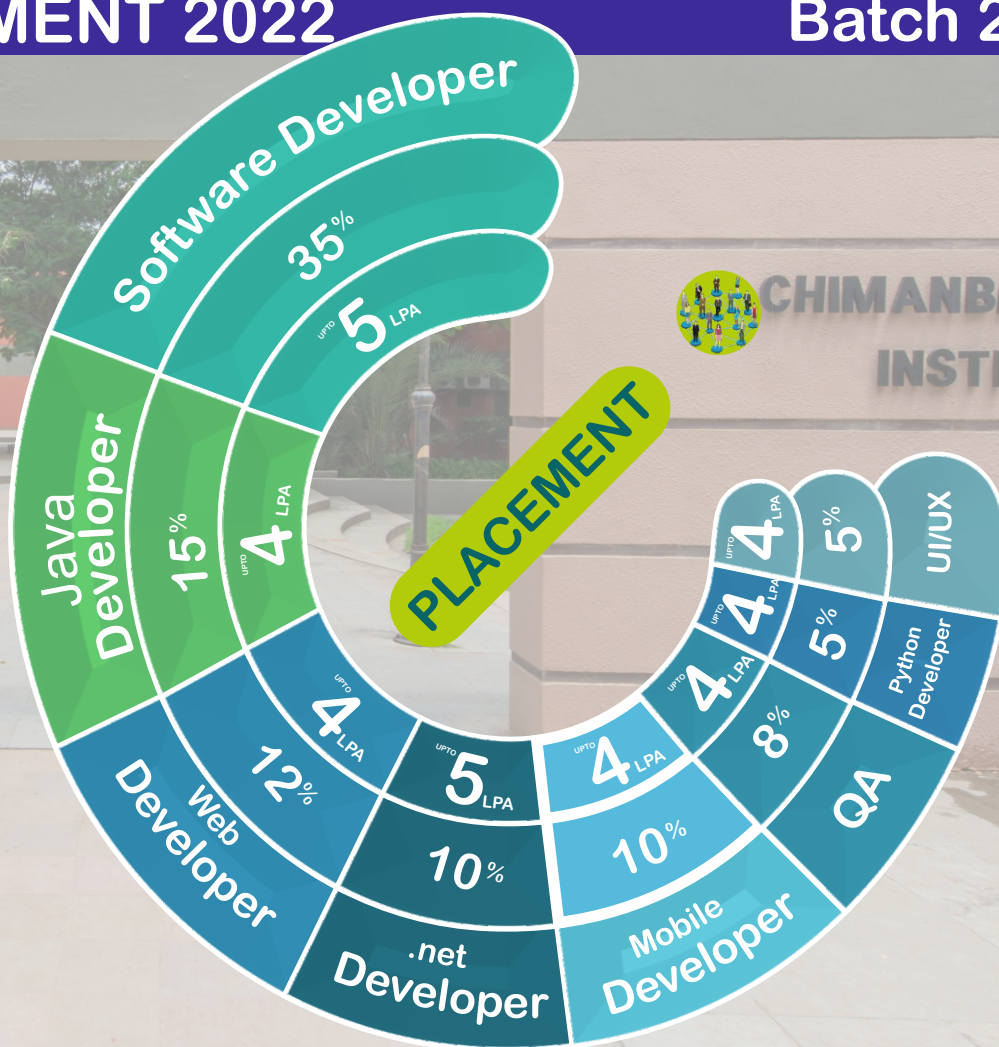 MENT 2022
Batch 2
CHIMANB
INSTI
PLACEMENT
Software Developer
35%
UPTO 5 LPA
Java
Developer
15%
UPTO 4 LPA
Web
Developer
12%
UPTO 4 LPA
.net
Developer
10%
UPTO 5 LPA
Mobile
Developer
10%
UPTO 4 LPA
QA
8%
UPTO 4 LPA
Python
Developer
5%
UPTO 4 LPA
UI/UX
5%
UPTO 4 LPA